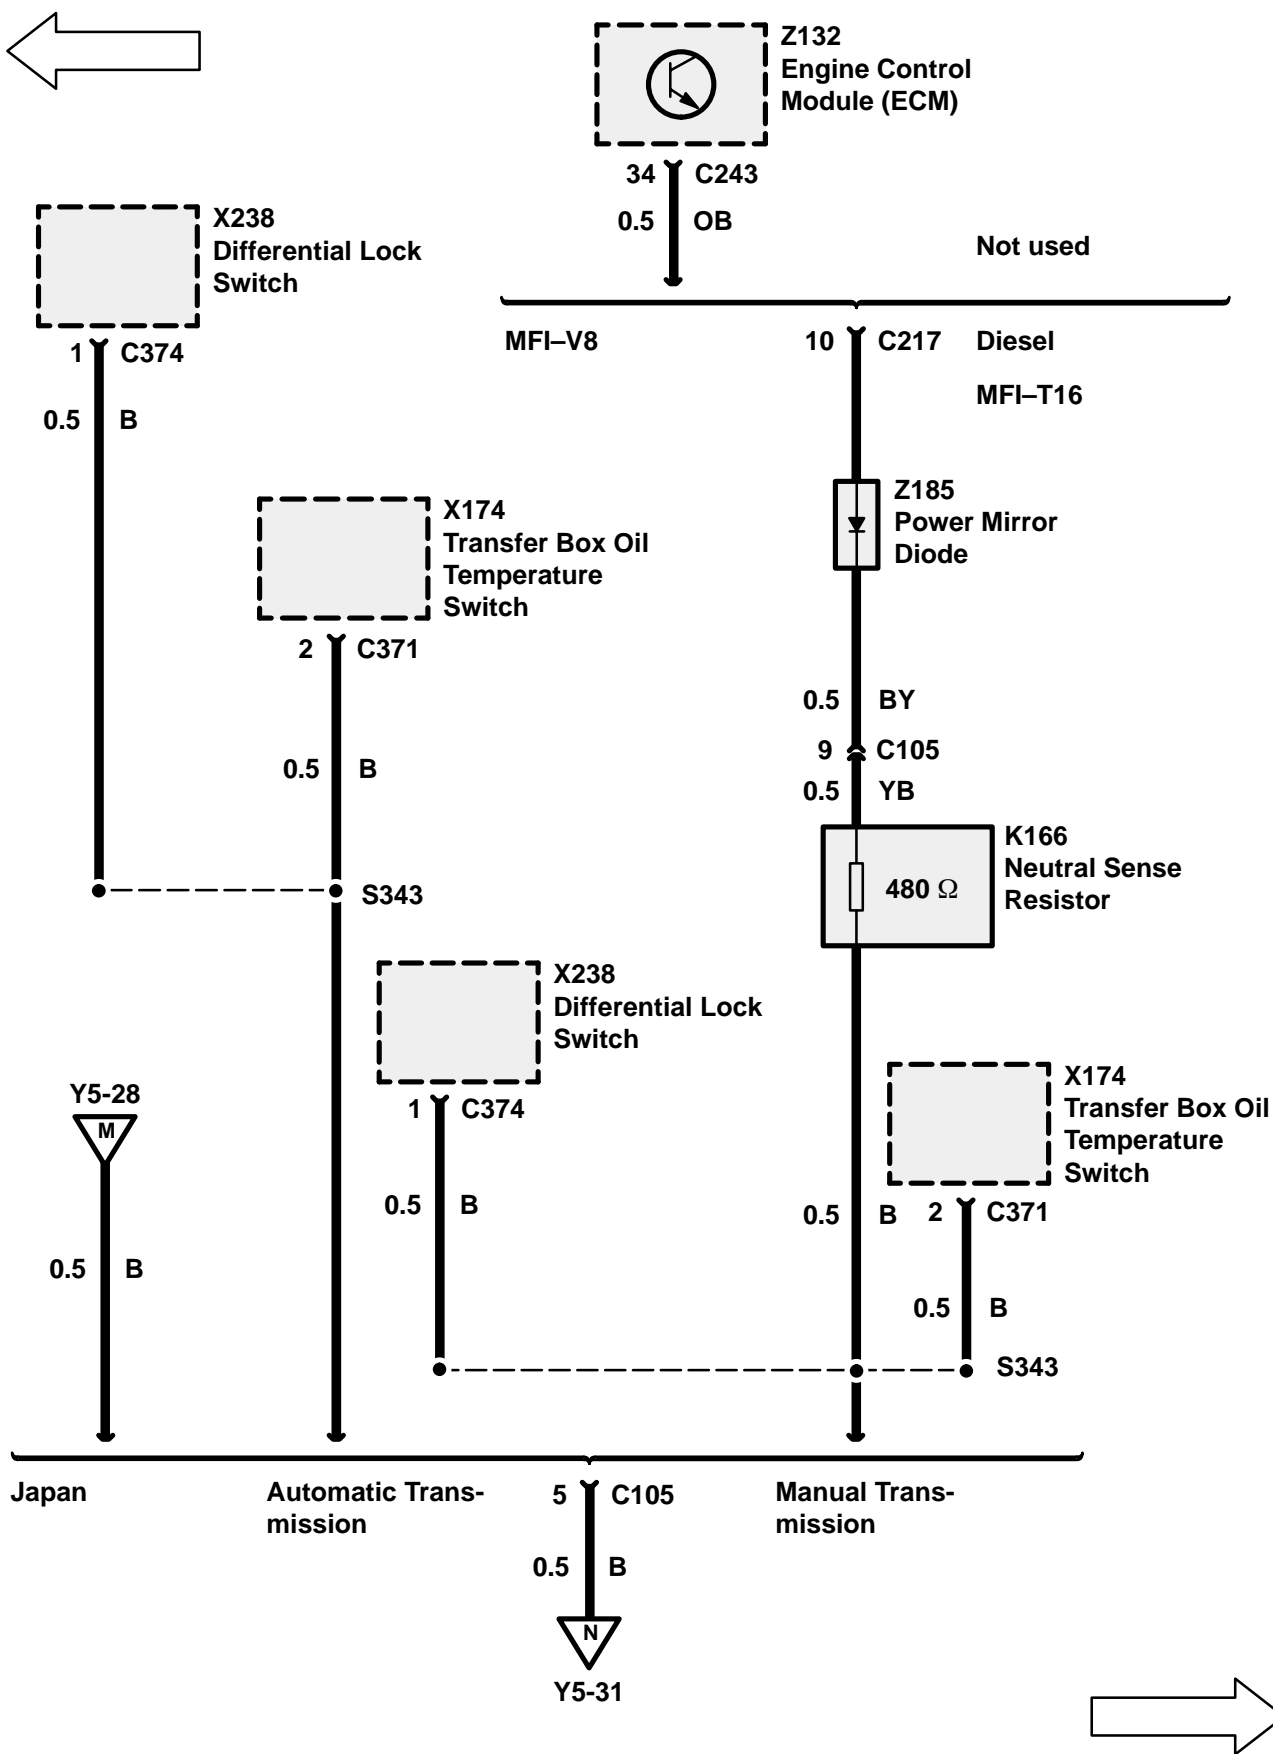 Z132
Engine Control
Module (ECM)
34 C243
0.5 OB
X238
Differential Lock
Switch
Not used
MFI–V8
10 C217
Diesel
1 C374
MFI–T16
0.5 B
Z185
Power Mirror
Diode
X174
Transfer Box Oil
Temperature
Switch
2 C371
0.5 BY
9 C105
0.5 B
0.5 YB
K166
Neutral Sense
Resistor
480 Ω
S343
X238
Differential Lock
Switch
X174
Transfer Box Oil
Temperature
Switch
Y5-28
M
1 C374
0.5 B
0.5 B
2 C371
0.5 B
0.5 B
S343
Japan
Automatic Trans-
mission
5 C105
Manual Trans-
mission
0.5 B
N
Y5-31